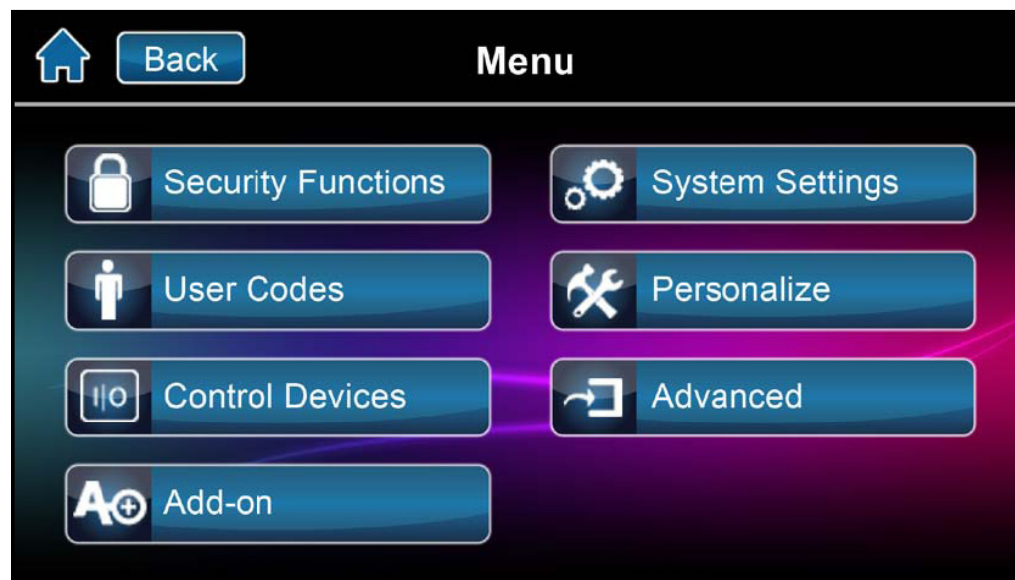 Back
Menu
Security Functions
System Settings
User Codes
Personalize
I|O
Control Devices
Advanced
A+
Add-on